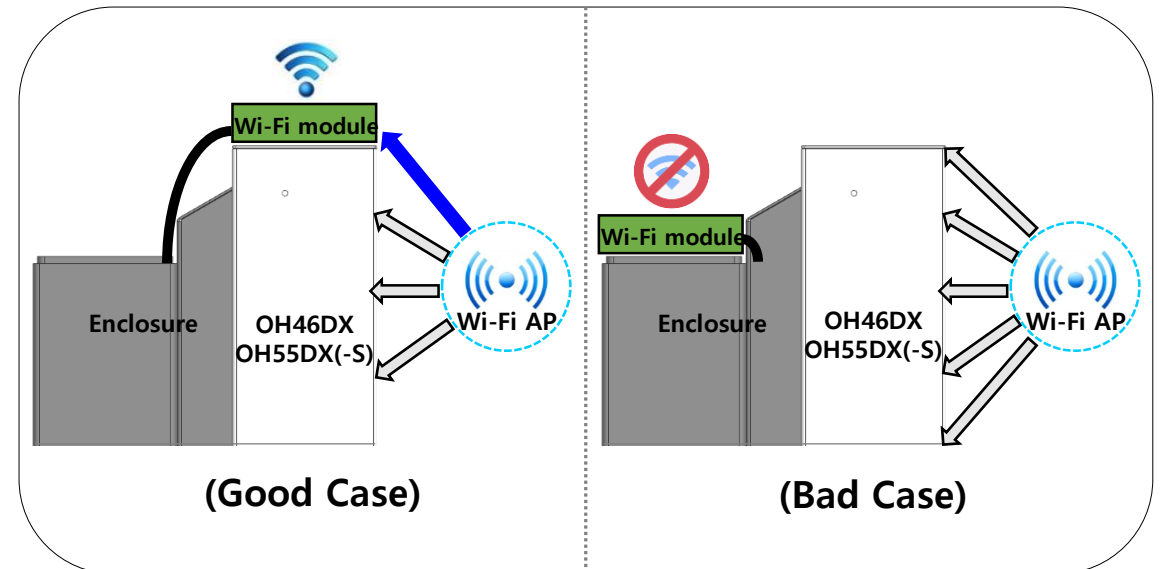 Wi-Fi module
Enclosure
OH46DX
OH55DX(-S)
Wi-Fi AP
(Good Case)
Wi-Fi module
Enclosure
OH46DX
OH55DX(-S)
Wi-Fi AP
(Bad Case)